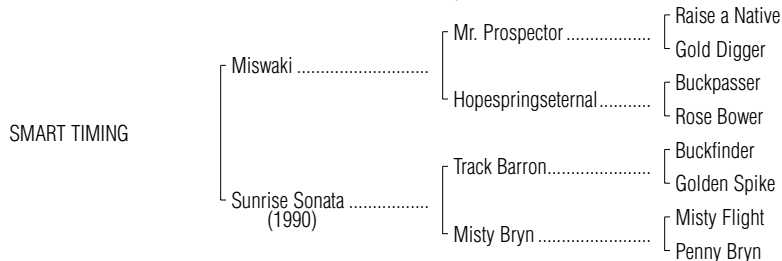 Raise a Native
Mr. Prospector ...................
Gold Digger
Miswaki .............................
Buckpasser
Hopespringseternal...........
Rose Bower
SMART TIMING
Buckfinder
Track Barron.......................
Golden Spike
Sunrise Sonata .................
(1990)
Misty Flight
Misty Bryn .........................
Penny Bryn